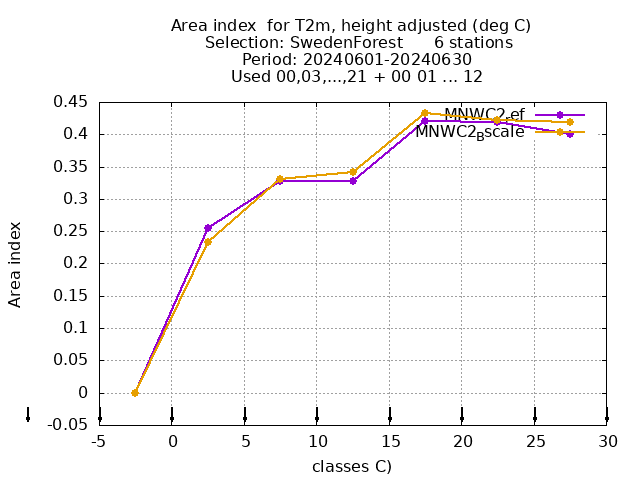 Area index  for T2m, height adjusted (deg C)
Selection: SwedenForest      6 stations
Period: 20240601-20240630
Used 00,03,...,21 + 00 01 ... 12
0.45
0.4
0.35
0.3
0.25
0.2
0.15
0.1
0.05
0
-0.05
Area index
-5 0 5 10 15 20 25 30
classes C)
MNWC2_ref
MNWC2_Bscale